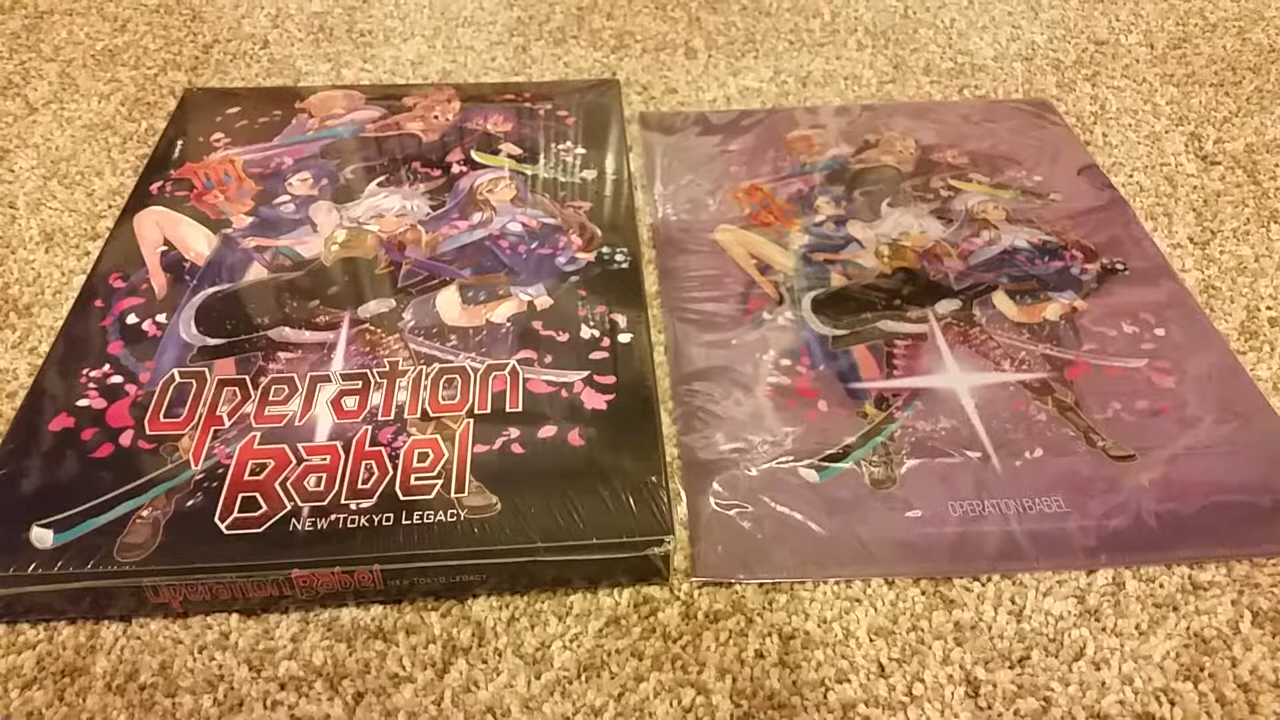 Operation
Babel
New Tokyo Legacy
Operation Babel New Tokyo Legacy
OPERATION BABEL